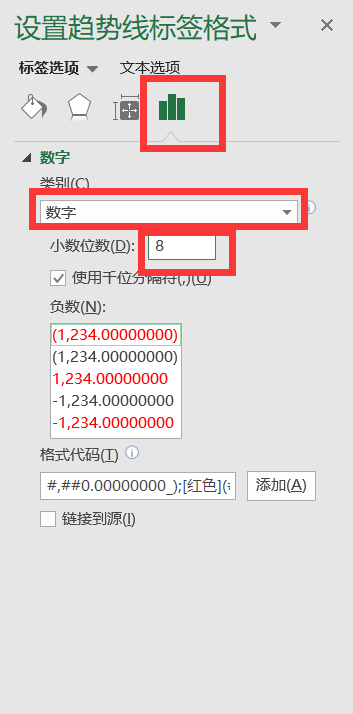 设置趋势线标签格式
标签选项 文本选项
数字
类别(C)
数字
小数位数(D): 8
使用千位分隔符(,)(U)
负数(N):
(1,234.00000000)
(1,234.00000000)
1,234.00000000
-1,234.00000000
-1,234.00000000
格式代码(T)
#,##0.00000000_);[红色](#
添加(A)
链接到源(I)